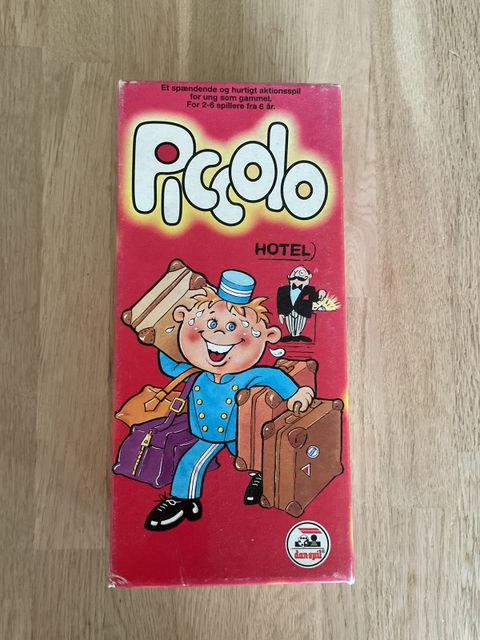 Et spændende og hurtigt aktionsspil
for ung som gammel.
For 2-6 spillere fra 6 år.
Piccolo
HOTEL
dan-spil